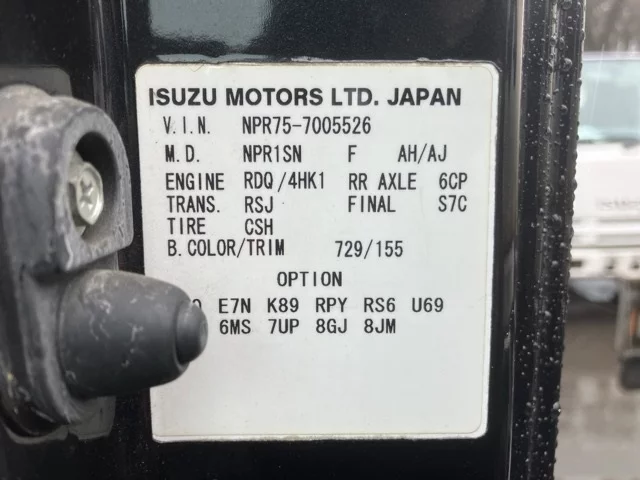 ISUZU MOTORS LTD. JAPAN
V.I.N. NPR75-7005526
M.D. NPR1SN F AH/AJ
ENGINE RDQ/4HK1 RR AXLE 6CP
TRANS. RSJ FINAL S7C
TIRE CSH
B.COLOR/TRIM 729/155
OPTION
E7N K89 RPY RS6 U69
6MS 7UP 8GJ 8JM